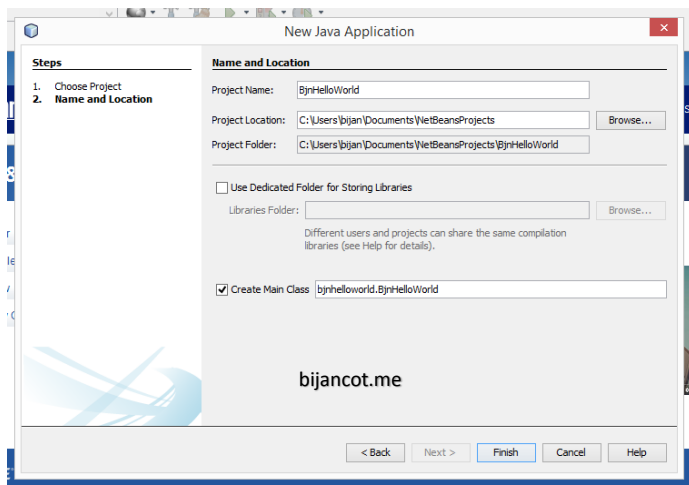 New Java Application
Steps
1. Choose Project
2. Name and Location
Name and Location
Project Name: BjnHelloWorld
Project Location: C:\Users\bijan\Documents\NetBeansProjects Browse...
Project Folder: C:\Users\bijan\Documents\NetBeansProjects\BjnHelloWorld
Use Dedicated Folder for Storing Libraries
Libraries Folder: Browse...
Different users and projects can share the same compilation
libraries (see Help for details).
Create Main Class bjnhelloworld.BjnHelloWorld
bijancot.me
< Back Next > Finish Cancel Help